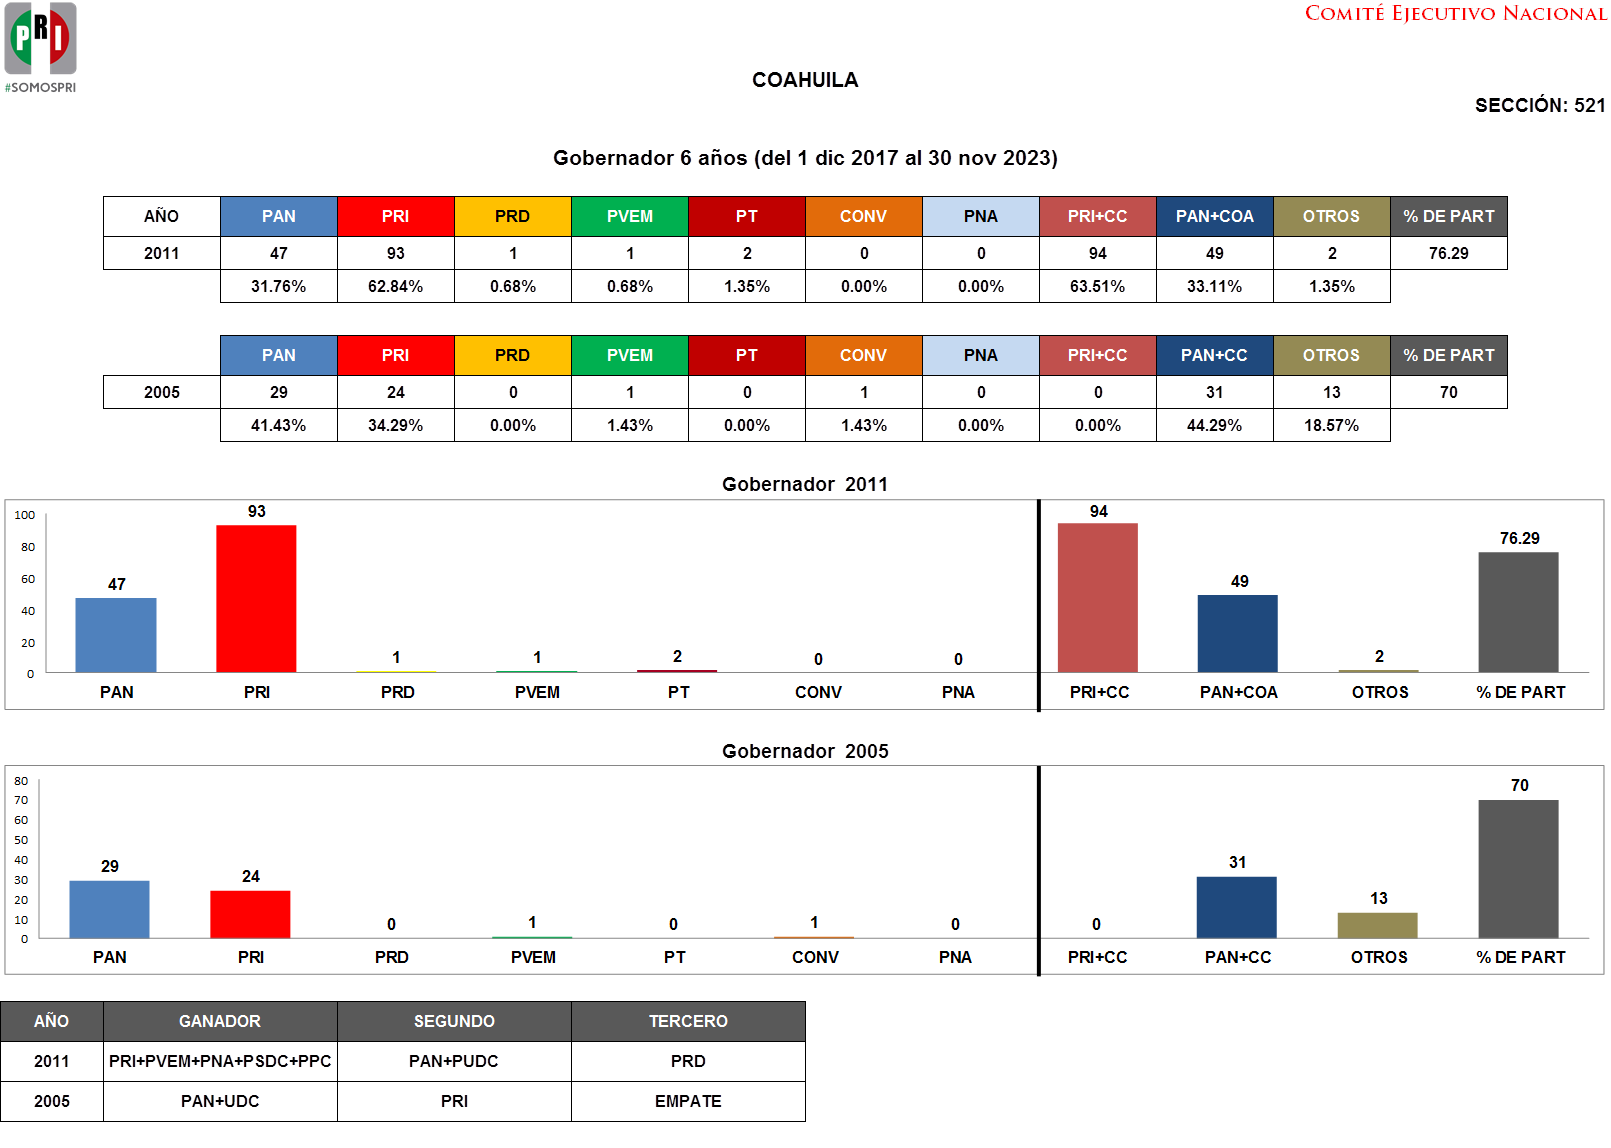 PRI
#SOMOSPRI
COMITÉ EJECUTIVO NACIONAL
COAHUILA
SECCIÓN: 521
Gobernador 6 años (del 1 dic 2017 al 30 nov 2023)
AÑO PAN PRI PRD PVEM PT CONV PNA PRI+CC PAN+COA OTROS % DE PART
2011 47 93 1 1 2 0 0 94 49 2 76.29
31.76% 62.84% 0.68% 0.68% 1.35% 0.00% 0.00% 63.51% 33.11% 1.35%
PAN PRI PRD PVEM PT CONV PNA PRI+CC PAN+CC OTROS % DE PART
2005 29 24 0 1 0 1 0 0 31 13 70
41.43% 34.29% 0.00% 1.43% 0.00% 1.43% 0.00% 0.00% 44.29% 18.57%
Gobernador 2011
100
80
60
40
20
0
47 93 1 1 2 0 0 94 49 2 76.29
PAN PRI PRD PVEM PT CONV PNA PRI+CC PAN+COA OTROS % DE PART
Gobernador 2005
80
70
60
50
40
30
20
10
0
29 24 0 1 0 1 0 0 31 13 70
PAN PRI PRD PVEM PT CONV PNA PRI+CC PAN+CC OTROS % DE PART
AÑO GANADOR SEGUNDO TERCERO
2011 PRI+PVEM+PNA+PSDC+PPC PAN+PUDC PRD
2005 PAN+UDC PRI EMPATE